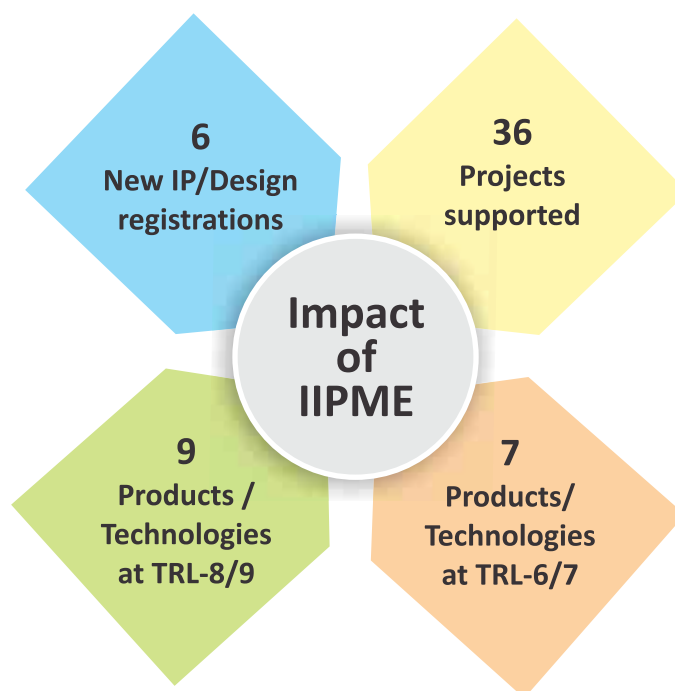 6
New IP/Design
registrations
36
Projects
supported
Impact
of
IIPME
9
Products /
Technologies
at TRL-8/9
7
Products/
Technologies
at TRL-6/7